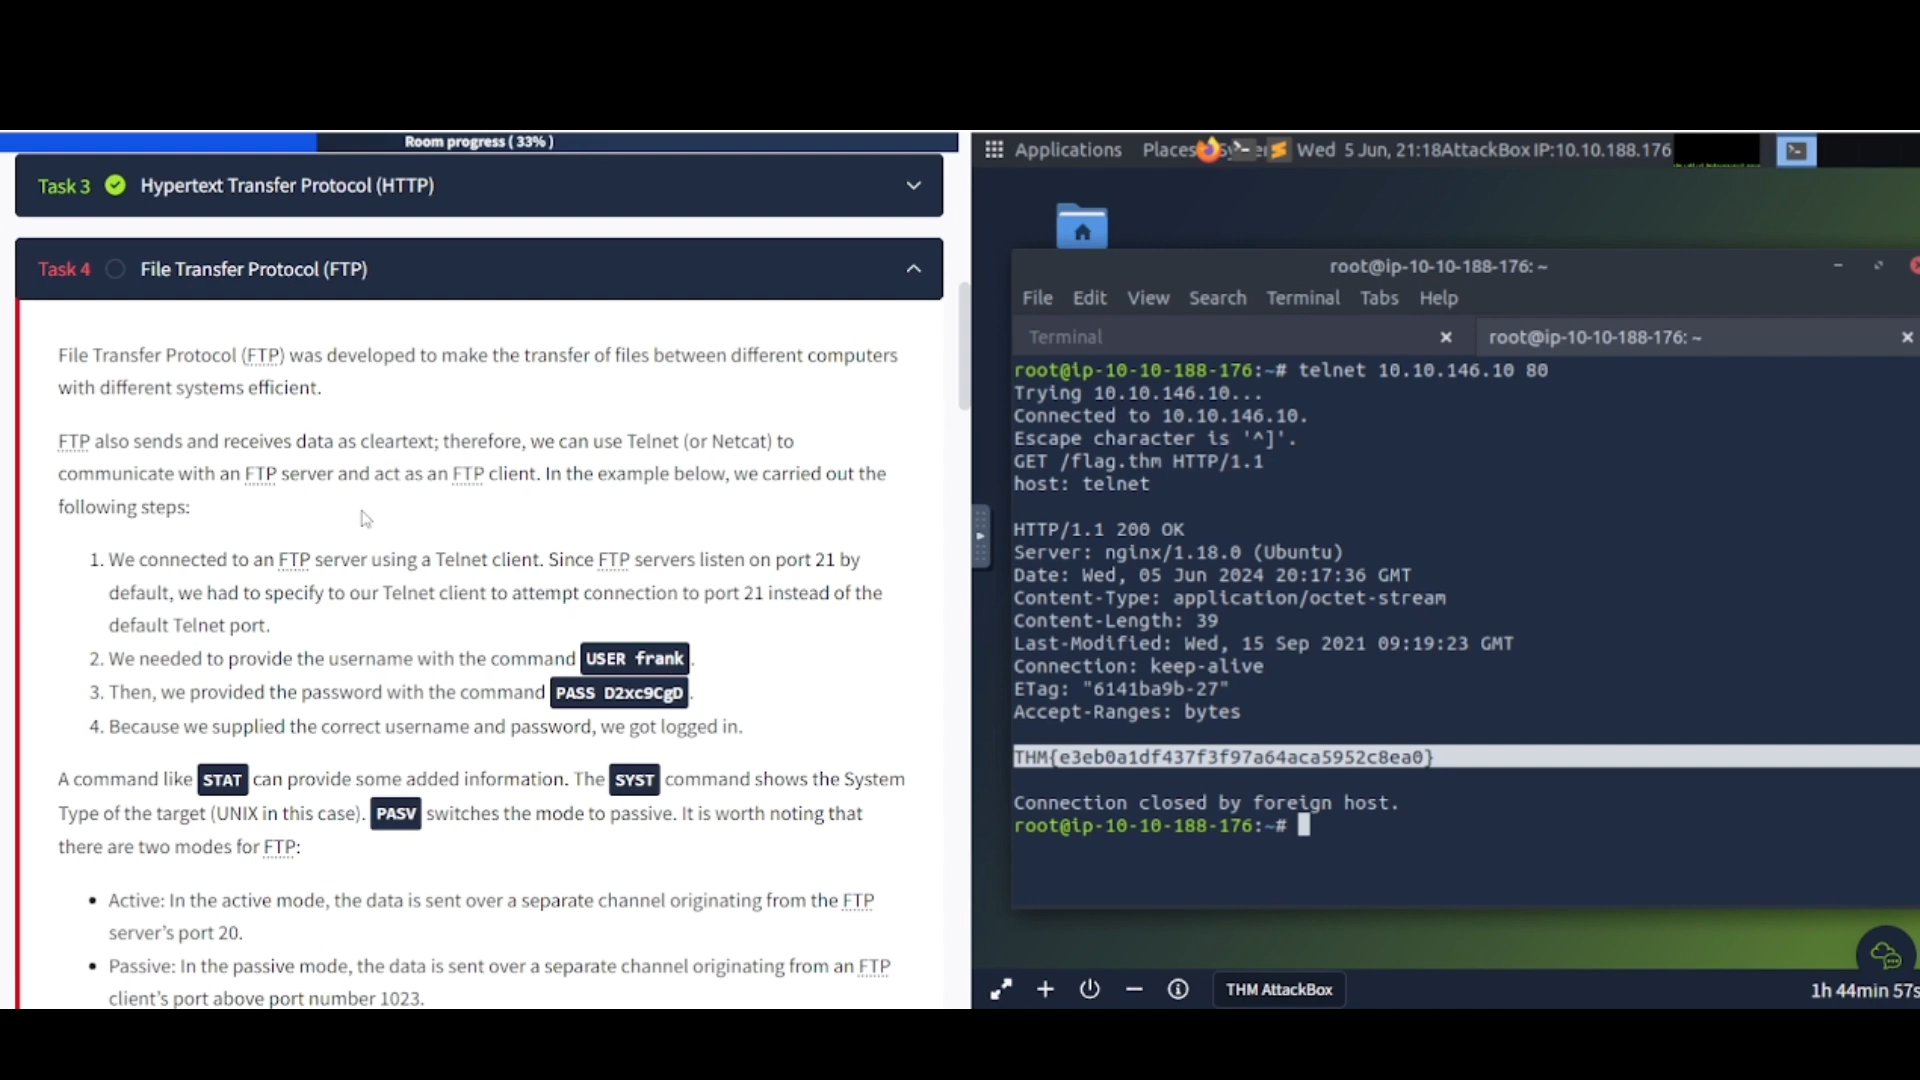 Room progress ( 33% )
Task 3 Hypertext Transfer Protocol (HTTP)
Task 4 File Transfer Protocol (FTP)
File Transfer Protocol (FTP) was developed to make the transfer of files between different computers
with different systems efficient.
FTP also sends and receives data as cleartext; therefore, we can use Telnet (or Netcat) to
communicate with an FTP server and act as an FTP client. In the example below, we carried out the
following steps:
1. We connected to an FTP server using a Telnet client. Since FTP servers listen on port 21 by
default, we had to specify to our Telnet client to attempt connection to port 21 instead of the
default Telnet port.
2. We needed to provide the username with the command USER frank.
3. Then, we provided the password with the command PASS D2xc9CgD.
4. Because we supplied the correct username and password, we got logged in.
A command like STAT can provide some added information. The SYST command shows the System
Type of the target (UNIX in this case). PASV switches the mode to passive. It is worth noting that
there are two modes for FTP:
• Active: In the active mode, the data is sent over a separate channel originating from the FTP
server's port 20.
• Passive: In the passive mode, the data is sent over a separate channel originating from an FTP
client's port above port number 1023.
Applications Places Wed 5 Jun, 21:18 AttackBox IP:10.10.188.176
root@ip-10-10-188-176: ~
File Edit View Search Terminal Tabs Help
Terminal
root@ip-10-10-188-176: ~
root@ip-10-10-188-176:~# telnet 10.10.146.10 80
Trying 10.10.146.10...
Connected to 10.10.146.10.
Escape character is '^]'.
GET /flag.thm HTTP/1.1
host: telnet
HTTP/1.1 200 OK
Server: nginx/1.18.0 (Ubuntu)
Date: Wed, 05 Jun 2024 20:17:36 GMT
Content-Type: application/octet-stream
Content-Length: 39
Last-Modified: Wed, 15 Sep 2021 09:19:23 GMT
Connection: keep-alive
ETag: "6141ba9b-27"
Accept-Ranges: bytes
THM{e3eb0a1df437f3f97a64aca5952c8ea0}
Connection closed by foreign host.
root@ip-10-10-188-176:~#
THM AttackBox
1h 44min 57s